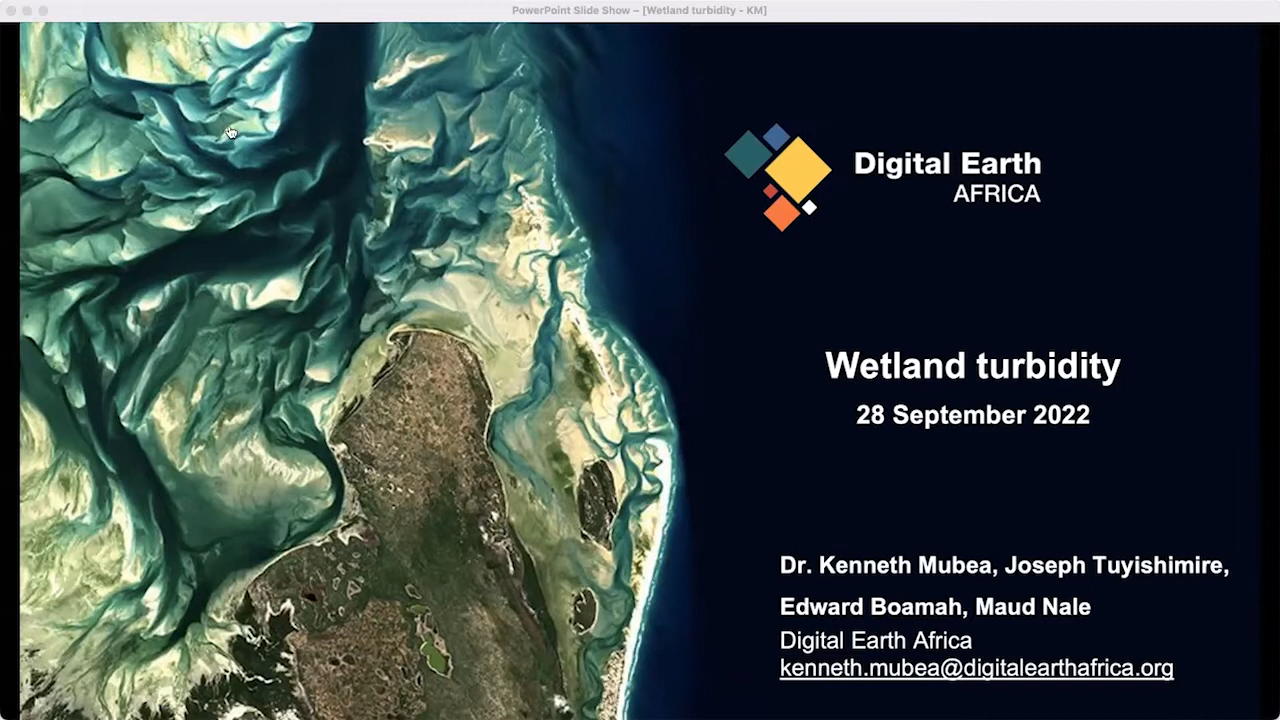 PowerPoint Slide Show – [Wetland turbidity - KM]
Digital Earth
AFRICA
Wetland turbidity
28 September 2022
Dr. Kenneth Mubea, Joseph Tuyishimire,
Edward Boamah, Maud Nale
Digital Earth Africa
kenneth.mubea@digitalearthafrica.org